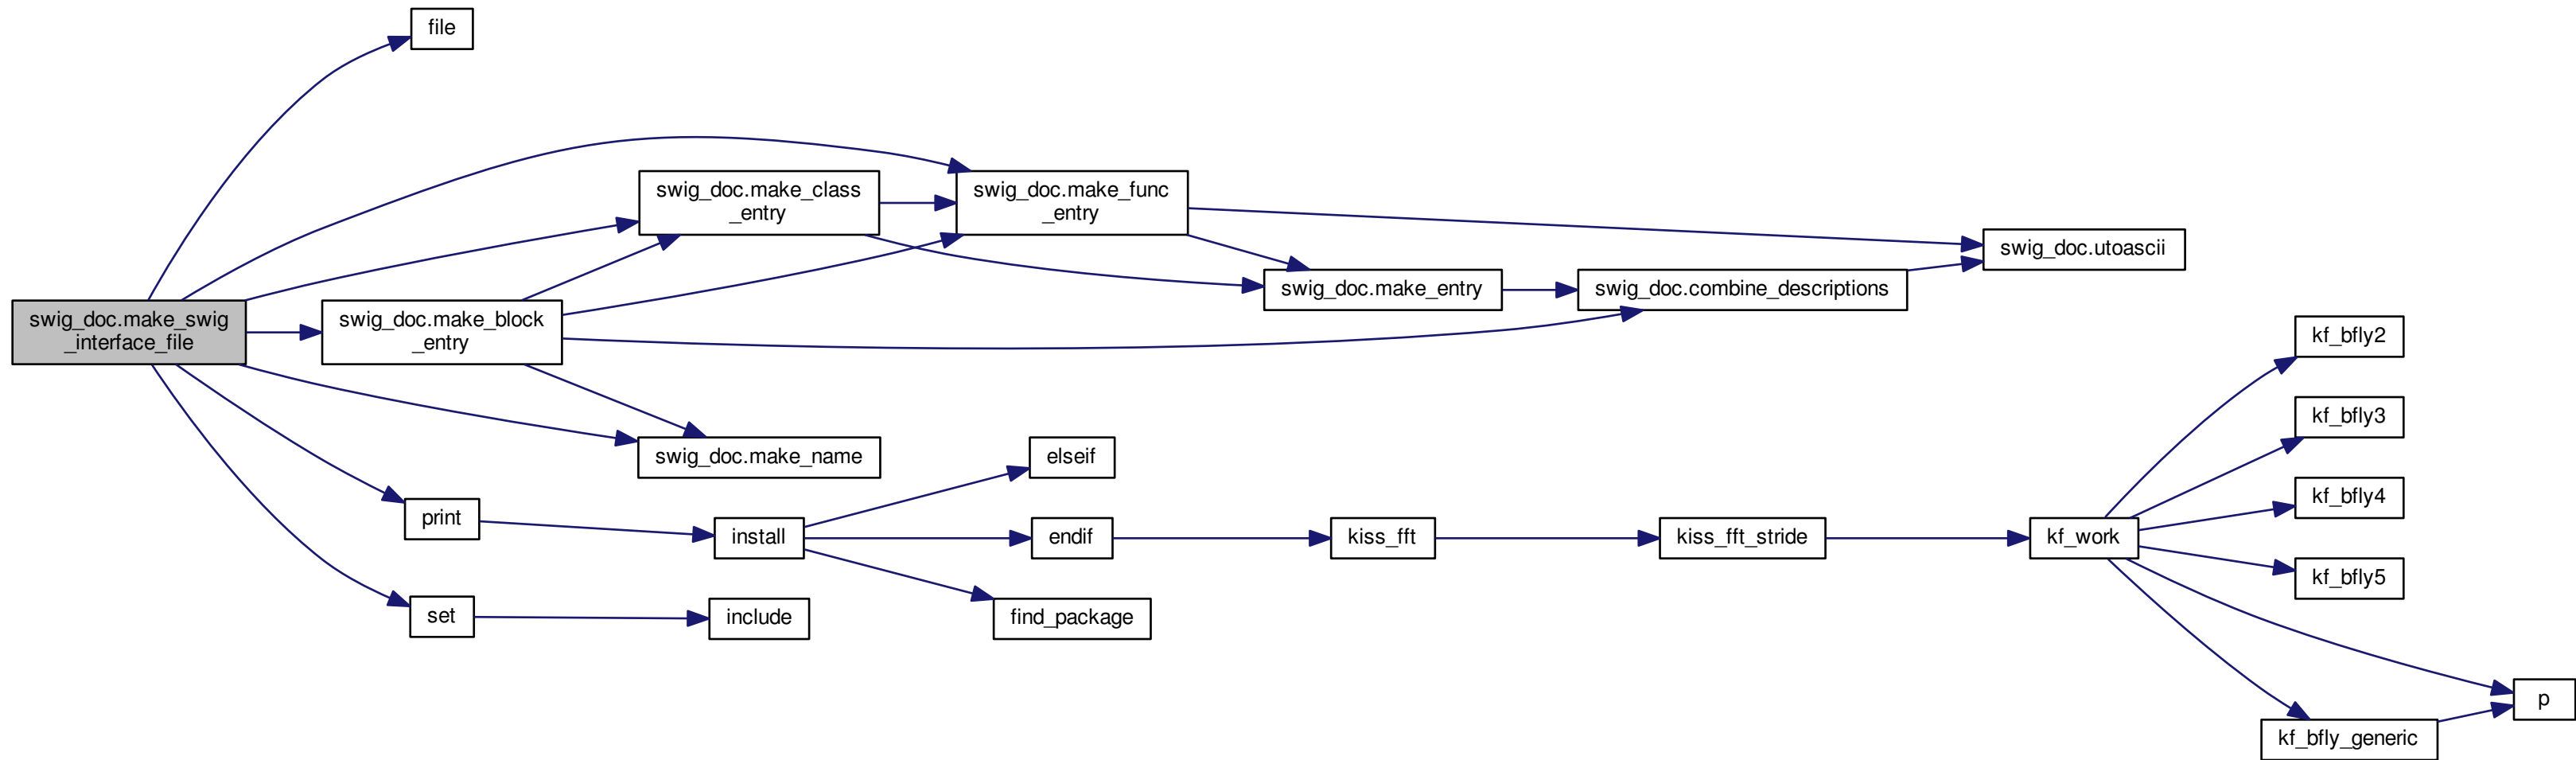 file
swig_doc.make_class
_entry
swig_doc.make_func
_entry
swig_doc.utoascii
swig_doc.make_entry
swig_doc.combine_descriptions
swig_doc.make_swig
_interface_file
swig_doc.make_block
_entry
kf_bfly2
kf_bfly3
swig_doc.make_name
elseif
kf_bfly4
print
install
endif
kiss_fft
kiss_fft_stride
kf_work
kf_bfly5
set
include
find_package
p
kf_bfly_generic